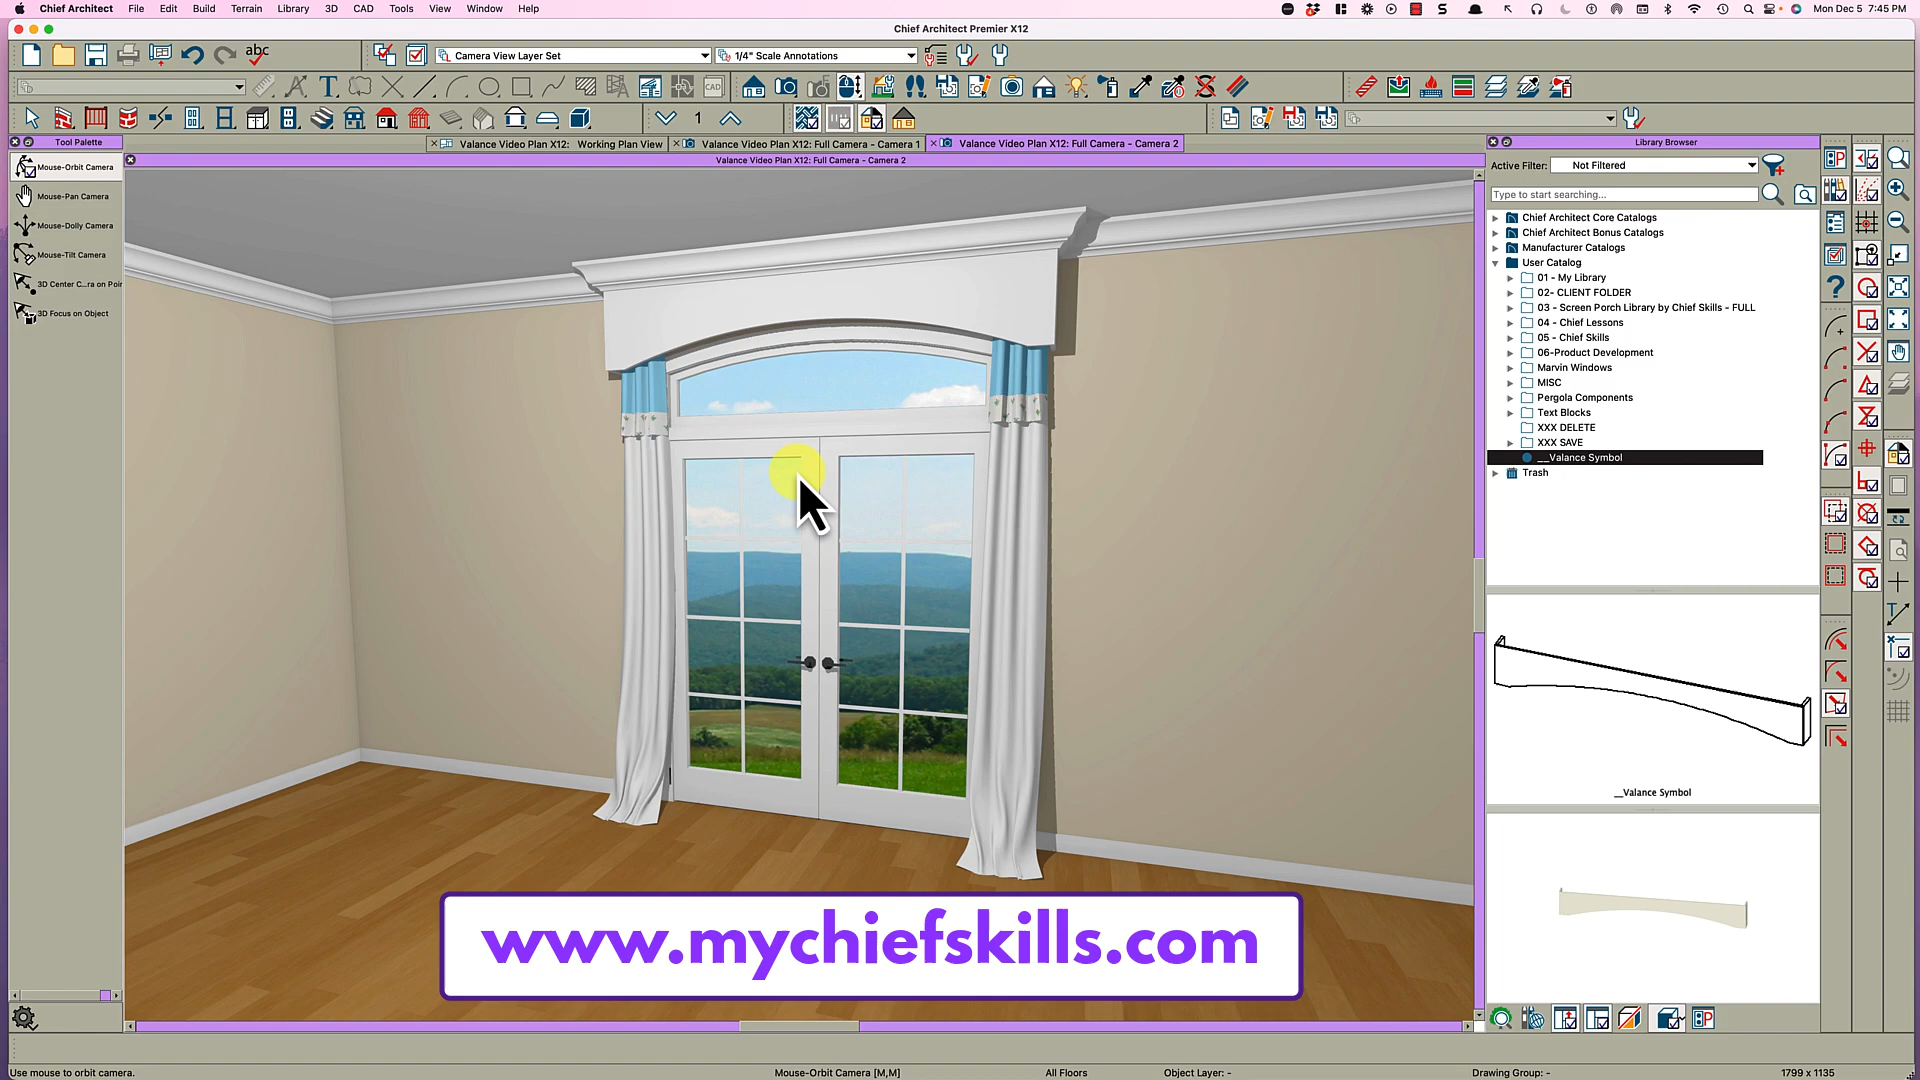 Chief Architect File Edit Build Terrain Library 3D CAD Tools View Window Help Mon Dec 5 7:45 PM
Chief Architect Premier X12
abc Camera View Layer Set 1/4" Scale Annotations
CAD
1
Tool Palette
Valance Video Plan X12: Working Plan View
Valance Video Plan X12: Full Camera - Camera 1
Valance Video Plan X12: Full Camera - Camera 2
Valance Video Plan X12: Full Camera - Camera 2
Mouse-Orbit Camera
Mouse-Pan Camera
Mouse-Dolly Camera
Mouse-Tilt Camera
3D Center C...ra on Poin
3D Focus on Object
Library Browser
Active Filter: Not Filtered
Type to start searching...
Chief Architect Core Catalogs
Chief Architect Bonus Catalogs
Manufacturer Catalogs
User Catalog
01 - My Library
02- CLIENT FOLDER
03 - Screen Porch Library by Chief Skills - FULL
04 - Chief Lessons
05 - Chief Skills
06-Product Development
Marvin Windows
MISC
Pergola Components
Text Blocks
XXX DELETE
XXX SAVE
__Valance Symbol
Trash
__Valance Symbol
www.mychiefskills.com
Use mouse to orbit camera. Mouse-Orbit Camera [M,M] All Floors Object Layer: - Drawing Group: - 1799 x 1135